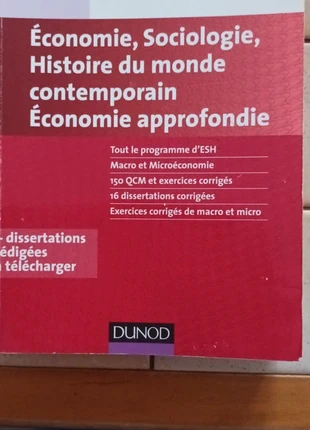 Économie, Sociologie,
Histoire du monde
contemporain
Économie approfondie
Tout le programme d'ESH
Macro et Microéconomie
150 QCM et exercices corrigés
16 dissertations corrigées
Exercices corrigés de macro et micro
dissertations
édigées
télécharger
DUNOD